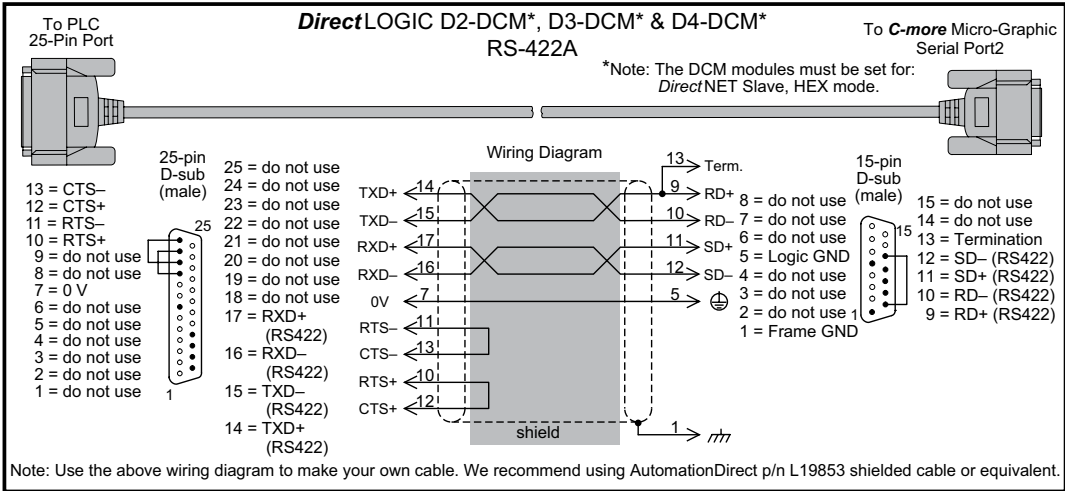 To PLC
25-Pin Port
DirectLOGIC D2-DCM*, D3-DCM* & D4-DCM*
RS-422A
To C-more Micro-Graphic
Serial Port2
*Note: The DCM modules must be set for:
DirectNET Slave, HEX mode.
25-pin
D-sub
(male)
13 = CTS–
12 = CTS+
11 = RTS–
10 = RTS+
9 = do not use
8 = do not use
7 = 0 V
6 = do not use
5 = do not use
4 = do not use
3 = do not use
2 = do not use
1 = do not use
25
1
25 = do not use
24 = do not use
23 = do not use
22 = do not use
21 = do not use
20 = do not use
19 = do not use
18 = do not use
17 = RXD+
(RS422)
16 = RXD–
(RS422)
15 = TXD–
(RS422)
14 = TXD+
(RS422)
Wiring Diagram
13 Term.
TXD+ 14 9 RD+
TXD– 15 10 RD–
RXD+ 17 11 SD+
RXD– 16 12 SD–
0V 7 5
RTS– 11
CTS– 13
RTS+ 10
CTS+ 12
shield
1
8 = do not use
7 = do not use
6 = do not use
5 = Logic GND
4 = do not use
3 = do not use
2 = do not use
1 = Frame GND
15-pin
D-sub
(male)
15
1
15 = do not use
14 = do not use
13 = Termination
12 = SD– (RS422)
11 = SD+ (RS422)
10 = RD– (RS422)
9 = RD+ (RS422)
Note: Use the above wiring diagram to make your own cable. We recommend using AutomationDirect p/n L19853 shielded cable or equivalent.